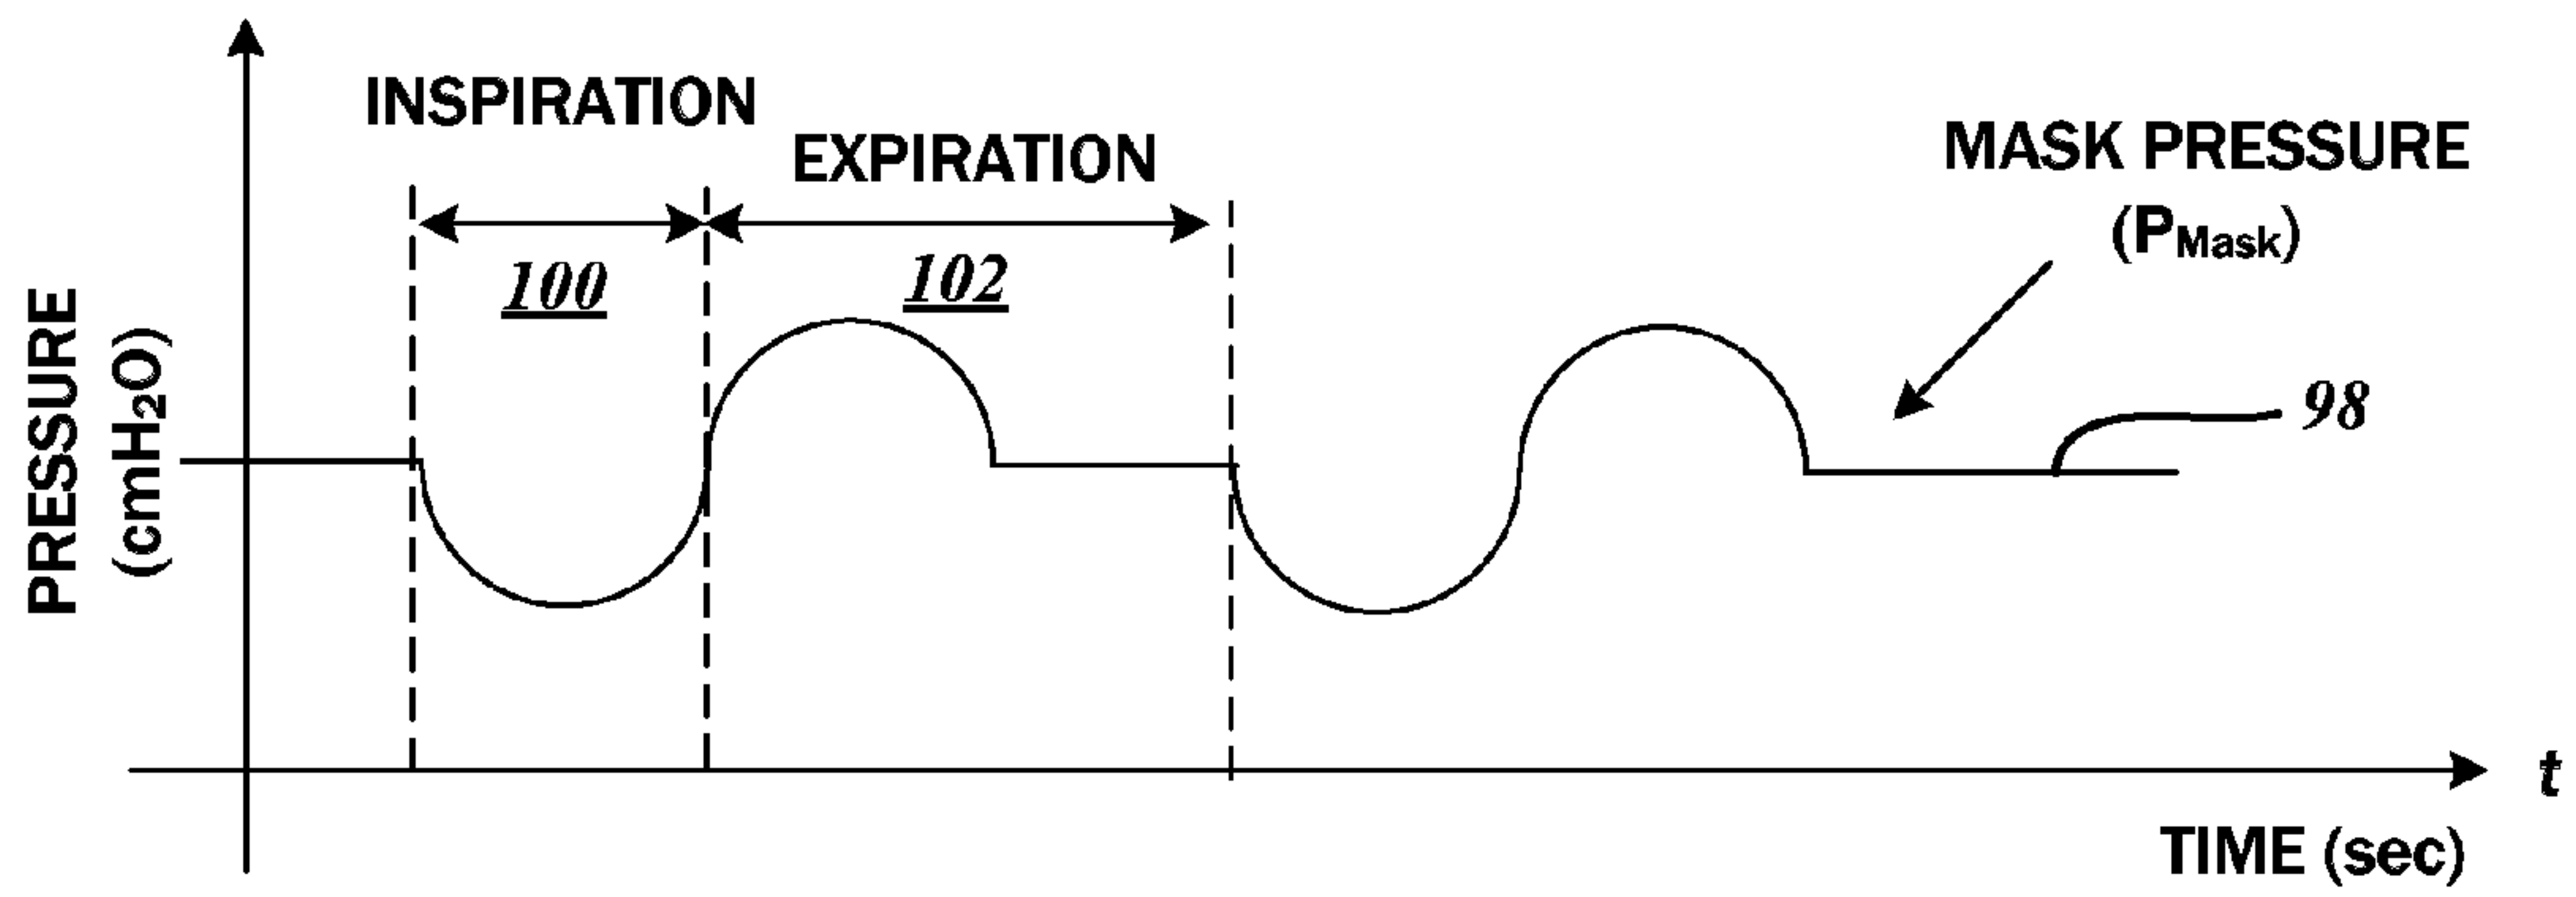 INSPIRATION
EXPIRATION
MASK PRESSURE
(PMask)
100
102
98
PRESSURE
(cmH₂O)
t
TIME (sec)